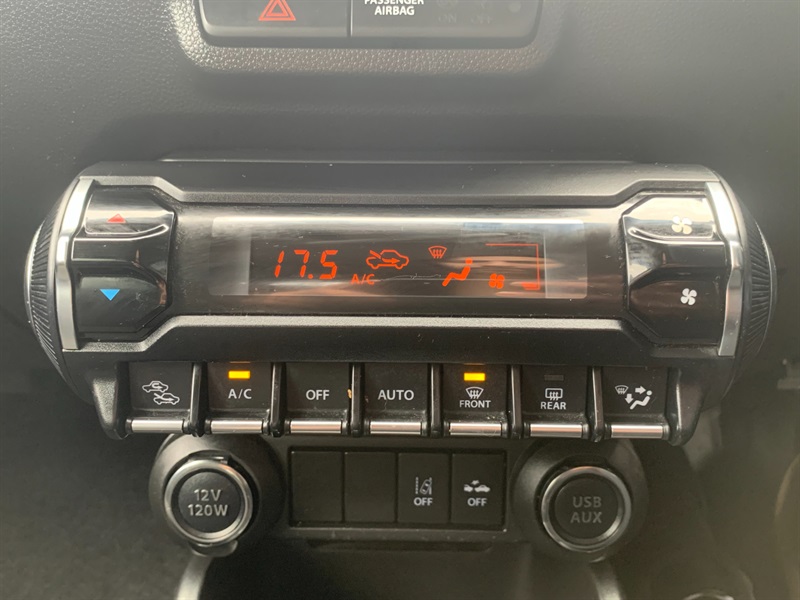 PASSENGER
AIRBAG
17.5
A/C
A/C
OFF
AUTO
FRONT
REAR
12V
120W
OFF
OFF
USB
AUX